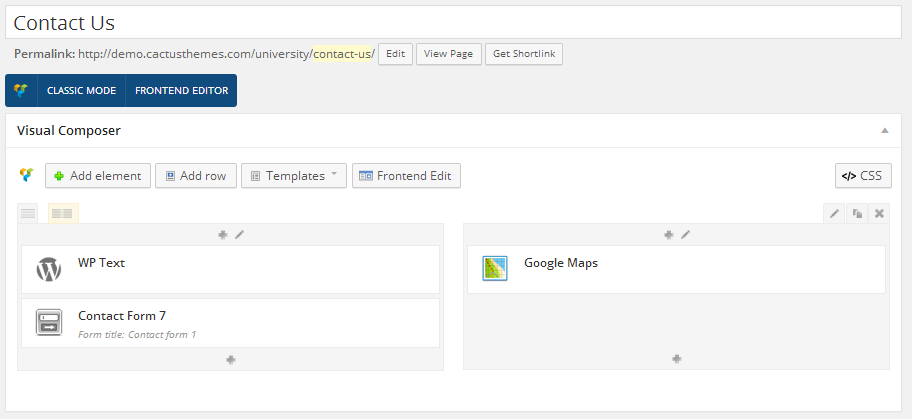 Contact Us
Permalink: http://demo.cactusthemes.com/university/contact-us/ Edit View Page Get Shortlink
CLASSIC MODE FRONTEND EDITOR
Visual Composer
Add element Add row Templates Frontend Edit </> CSS
WP Text Google Maps
Contact Form 7
Form title: Contact form 1